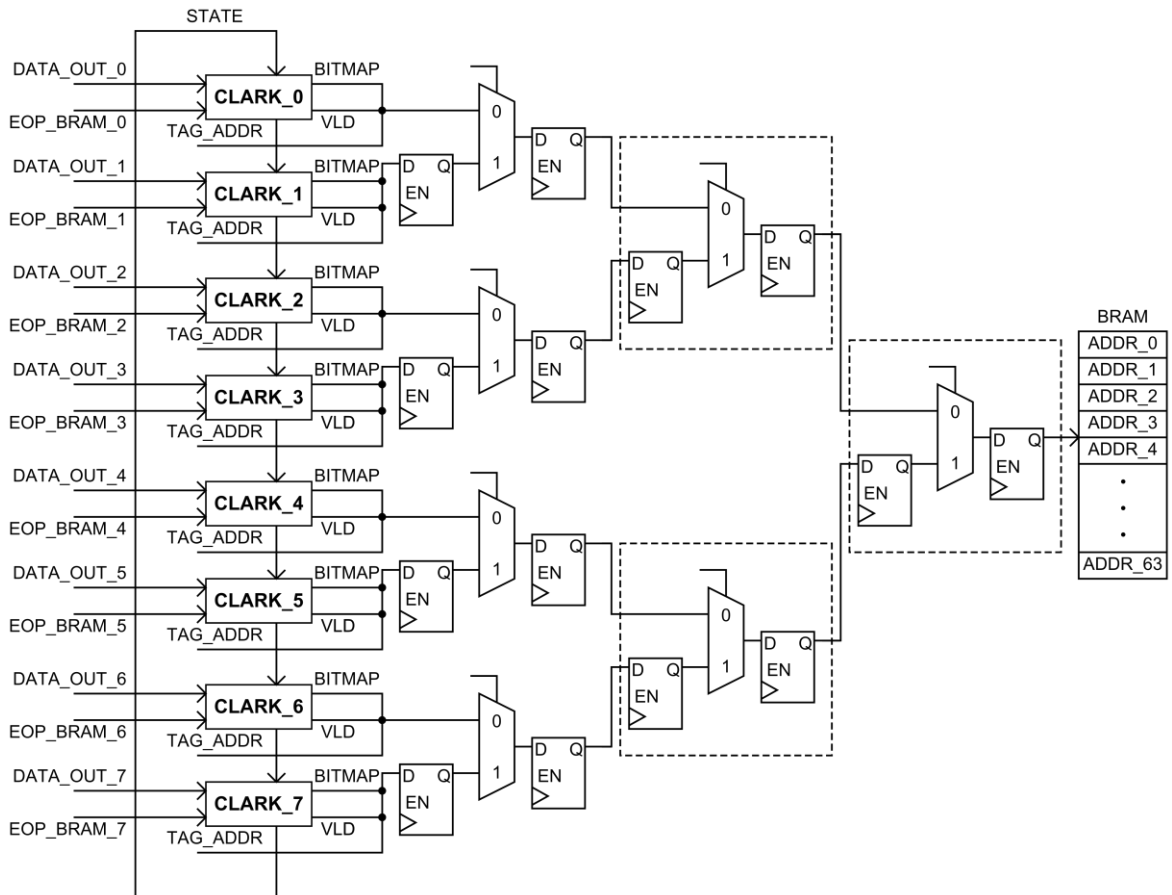 STATE
DATA_OUT_0
BITMAP
CLARK_0
EOP_BRAM_0
TAG_ADDR
VLD
0
1
D Q
EN
DATA_OUT_1
BITMAP
D Q
EN
CLARK_1
EOP_BRAM_1
TAG_ADDR
VLD
0
1
D Q
EN
D Q
EN
DATA_OUT_2
BITMAP
CLARK_2
EOP_BRAM_2
TAG_ADDR
VLD
0
1
D Q
EN
DATA_OUT_3
BITMAP
D Q
EN
CLARK_3
EOP_BRAM_3
TAG_ADDR
VLD
BRAM
ADDR_0
ADDR_1
ADDR_2
ADDR_3
ADDR_4
ADDR_63
0
1
D Q
EN
D Q
EN
DATA_OUT_4
BITMAP
CLARK_4
EOP_BRAM_4
TAG_ADDR
VLD
0
1
D Q
EN
DATA_OUT_5
BITMAP
D Q
EN
CLARK_5
EOP_BRAM_5
TAG_ADDR
VLD
0
1
D Q
EN
D Q
EN
DATA_OUT_6
BITMAP
CLARK_6
EOP_BRAM_6
TAG_ADDR
VLD
0
1
D Q
EN
DATA_OUT_7
BITMAP
D Q
EN
CLARK_7
EOP_BRAM_7
TAG_ADDR
VLD